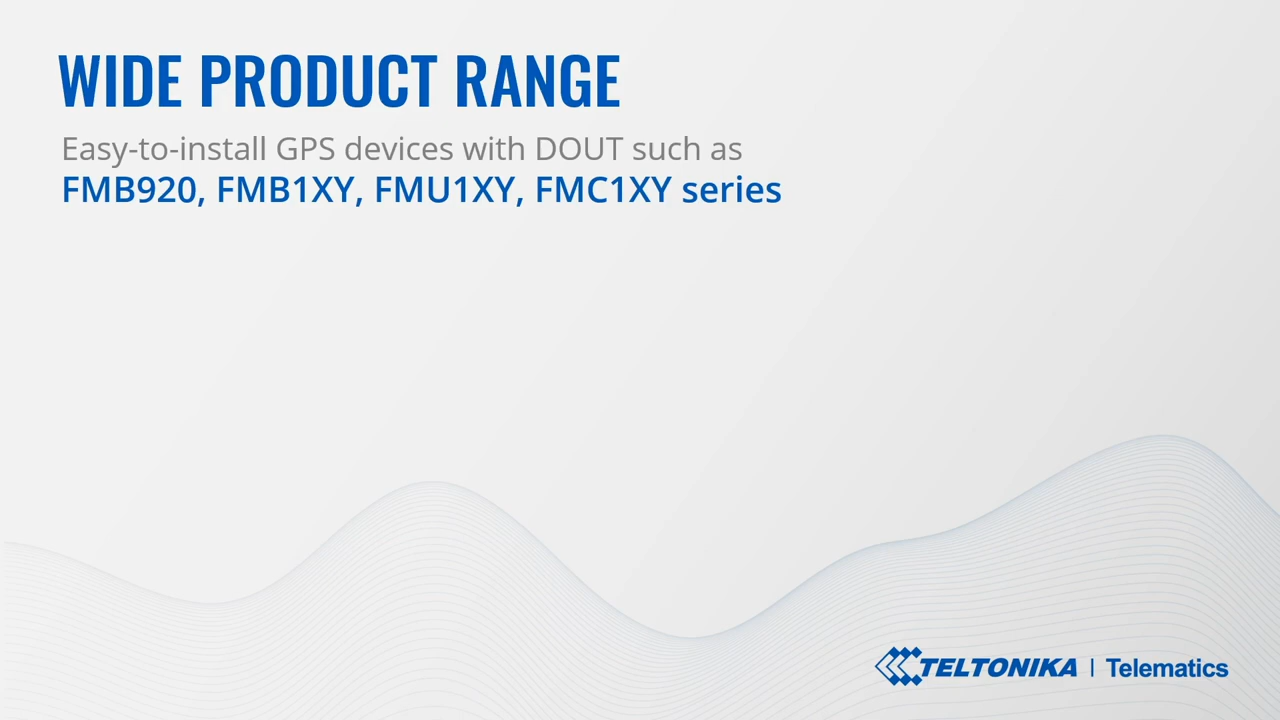 WIDE PRODUCT RANGE
Easy-to-install GPS devices with DOUT such as
FMB920, FMB1XY, FMU1XY, FMC1XY series
TELTONIKA | Telematics